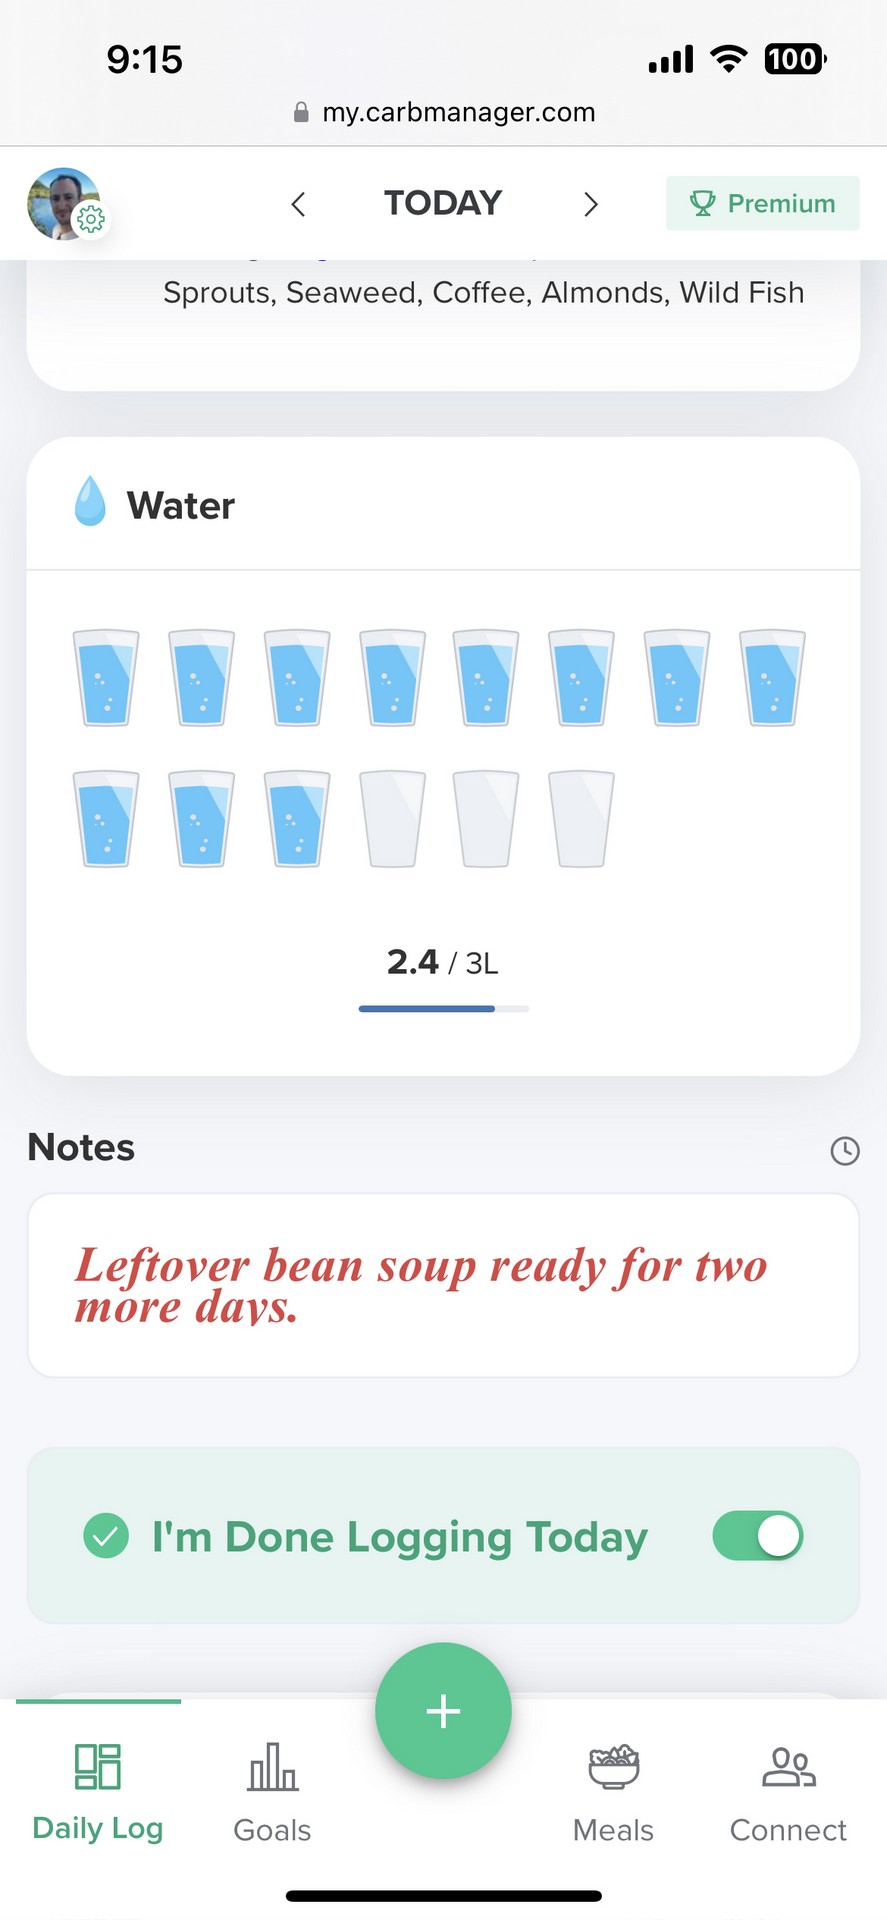 9:15
100
my.carbmanager.com
TODAY
Premium
Sprouts, Seaweed, Coffee, Almonds, Wild Fish
Water
2.4 / 3L
Notes
Leftover bean soup ready for two
more days.
I'm Done Logging Today
Daily Log
Goals
Meals
Connect